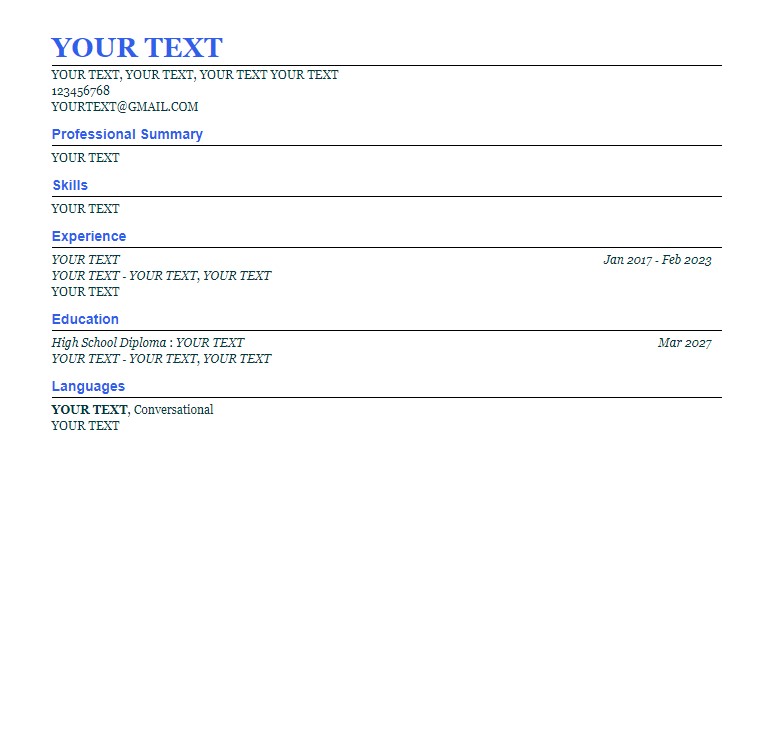 YOUR TEXT
YOUR TEXT, YOUR TEXT, YOUR TEXT YOUR TEXT
123456768
YOURTEXT@GMAIL.COM
Professional Summary
YOUR TEXT
Skills
YOUR TEXT
Experience
YOUR TEXT Jan 2017 - Feb 2023
YOUR TEXT - YOUR TEXT, YOUR TEXT
YOUR TEXT
Education
High School Diploma : YOUR TEXT Mar 2027
YOUR TEXT - YOUR TEXT, YOUR TEXT
Languages
YOUR TEXT, Conversational
YOUR TEXT